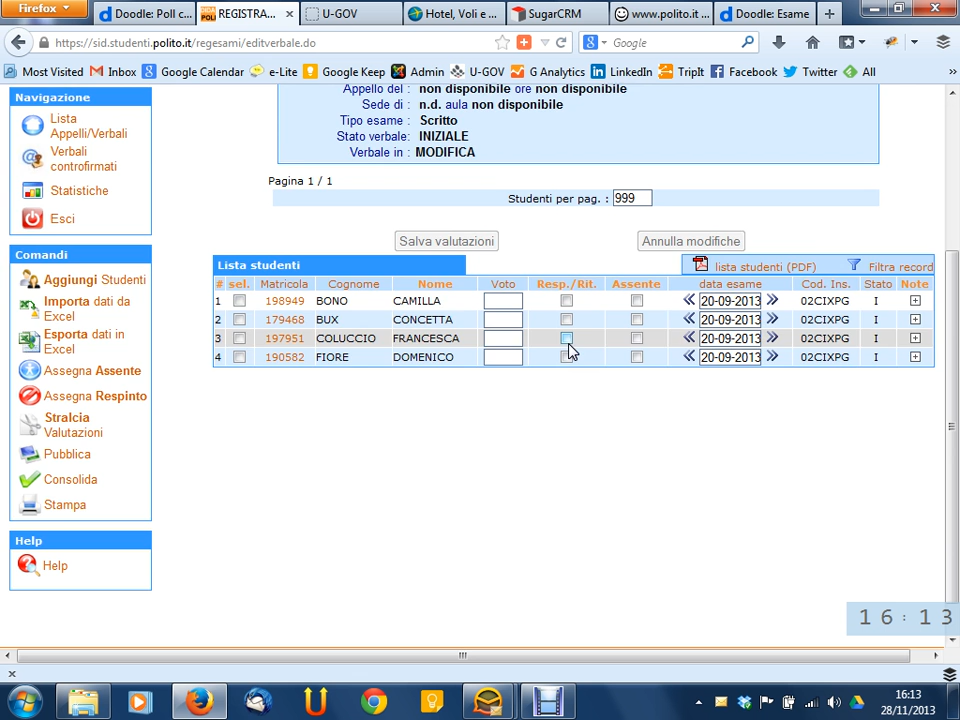 Firefox
Doodle: Poll c...
REGISTRA...
U-GOV
Hotel, Voli e ...
SugarCRM
www.polito.it ...
Doodle: Esame
https://sid.studenti.polito.it/regesami/editverbale.do
Google
Most Visited
Inbox
Google Calendar
e-Lite
Google Keep
Admin
U-GOV
G Analytics
LinkedIn
TripIt
Facebook
Twitter
All
Navigazione
Lista
Appelli/Verbali
Verbali
controfirmati
Statistiche
Esci
Comandi
Aggiungi Studenti
Importa dati da
Excel
Esporta dati in
Excel
Assegna Assente
Assegna Respinto
Stralcia
Valutazioni
Pubblica
Consolida
Stampa
Help
Help
Appello del : non disponibile ore non disponibile
Sede di : n.d. aula non disponibile
Tipo esame : Scritto
Stato verbale: INIZIALE
Verbale in : MODIFICA
Pagina 1 / 1
Studenti per pag. : 999
Salva valutazioni
Annulla modifiche
Lista studenti
lista studenti (PDF)
Filtra record
# sel. Matricola Cognome Nome Voto Resp./Rit. Assente data esame Cod. Ins. Stato Note
1 198949 BONO CAMILLA 20-09-2013 02CIXPG I
2 179468 BUX CONCETTA 20-09-2013 02CIXPG I
3 197951 COLUCCIO FRANCESCA 20-09-2013 02CIXPG I
4 190582 FIORE DOMENICO 20-09-2013 02CIXPG I
16:13
16:13
28/11/2013